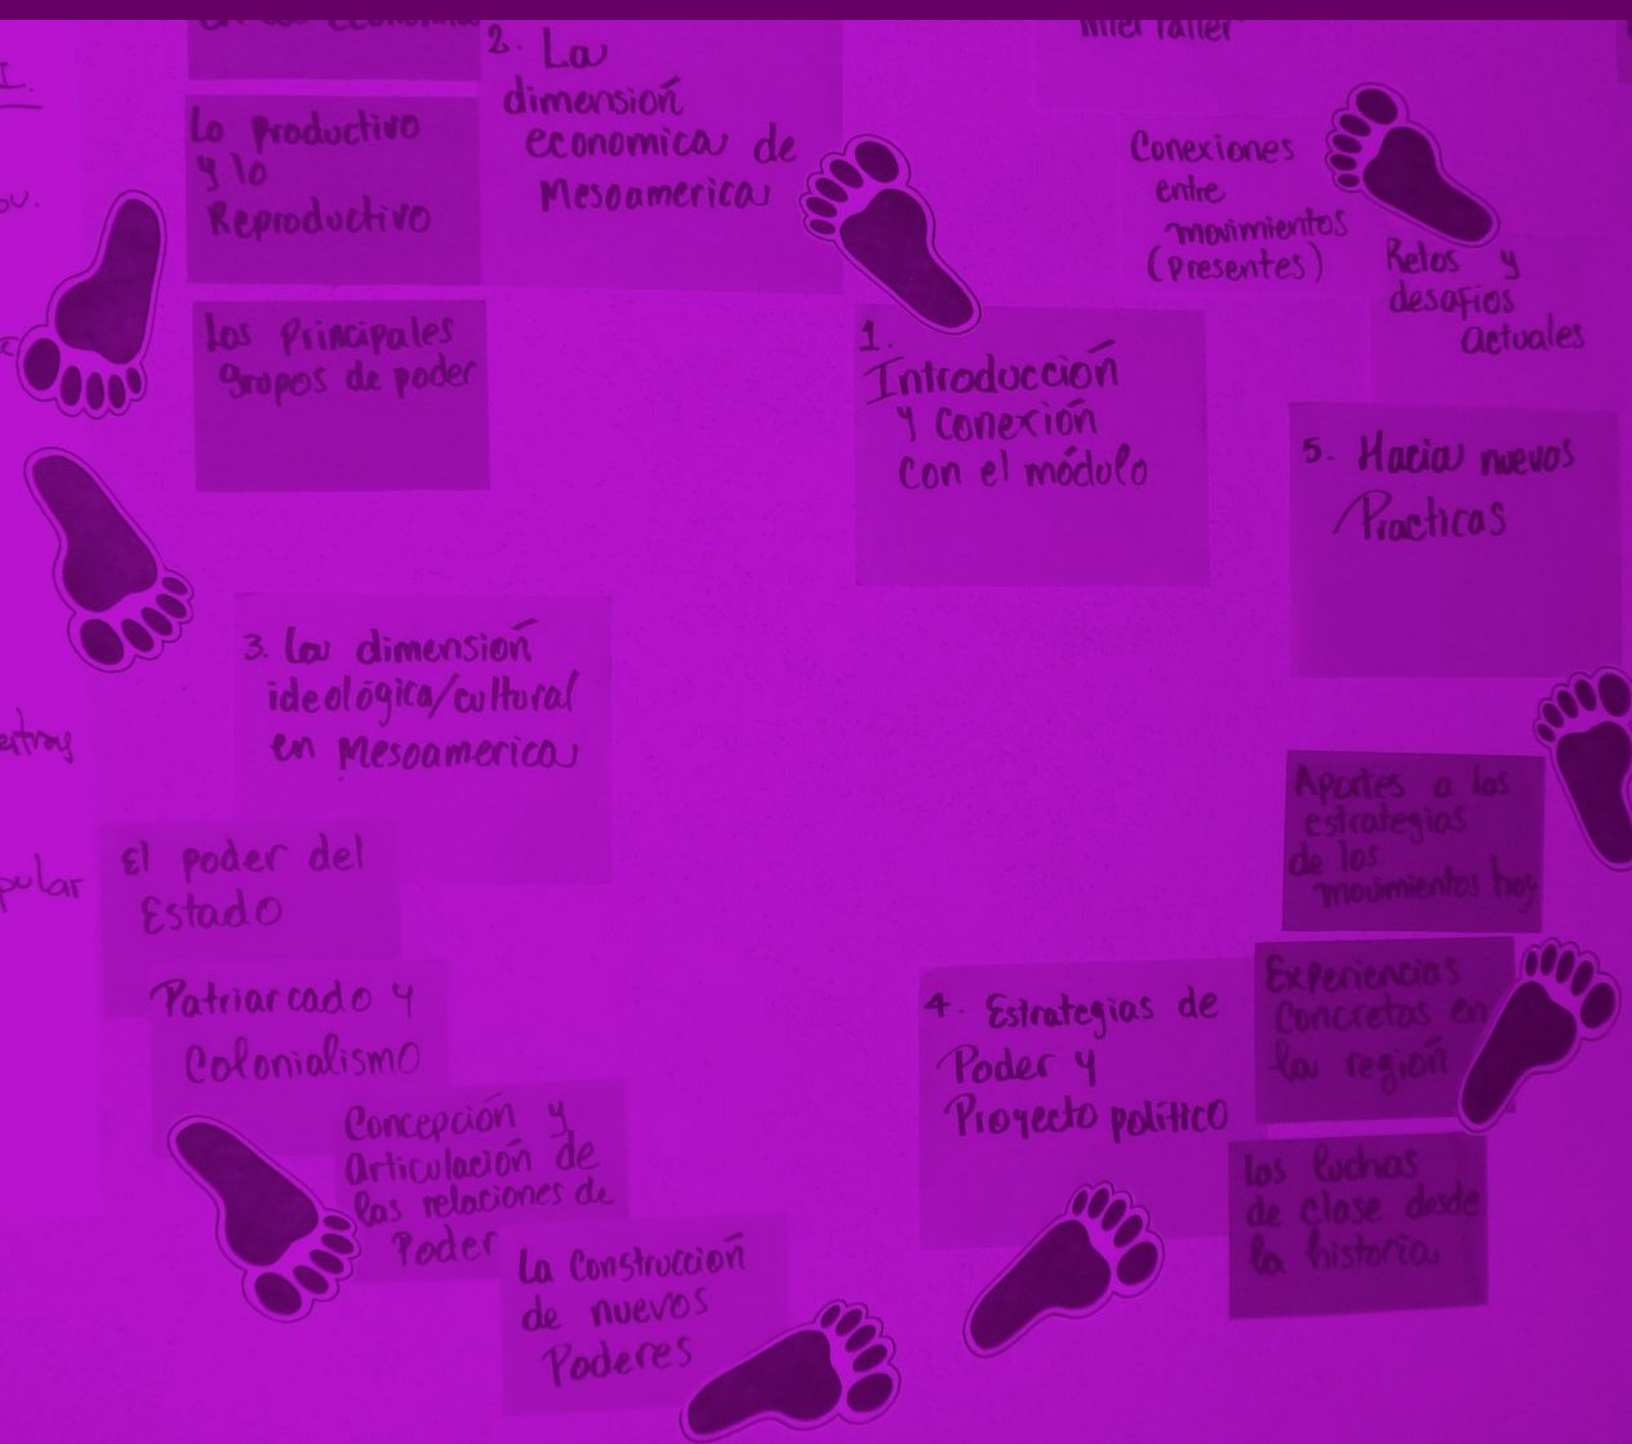 2. La
dimensión
economica de
Mesoamerica
Lo productivo
y lo
Reproductivo
Los principales
grupos de poder
1.
Introducción
y conexión
con el módulo
Conexiones
entre
movimientos
(presentes)
Retos y
desafios
actuales
5. Hacia nuevas
Practicas
3. La dimensión
ideológica/cultural
en Mesoamerica
El poder del
Estado
Patriarcado y
Colonialismo
Concepción y
articulación de
las relaciones de
Poder
La Construcción
de nuevos
Poderes
4. Estrategias de
Poder y
Proyecto político
Aportes a las
estrategias
de los
movimientos hoy
Experiencias
Concretas en
la región
Las luchas
de clase desde
la historia